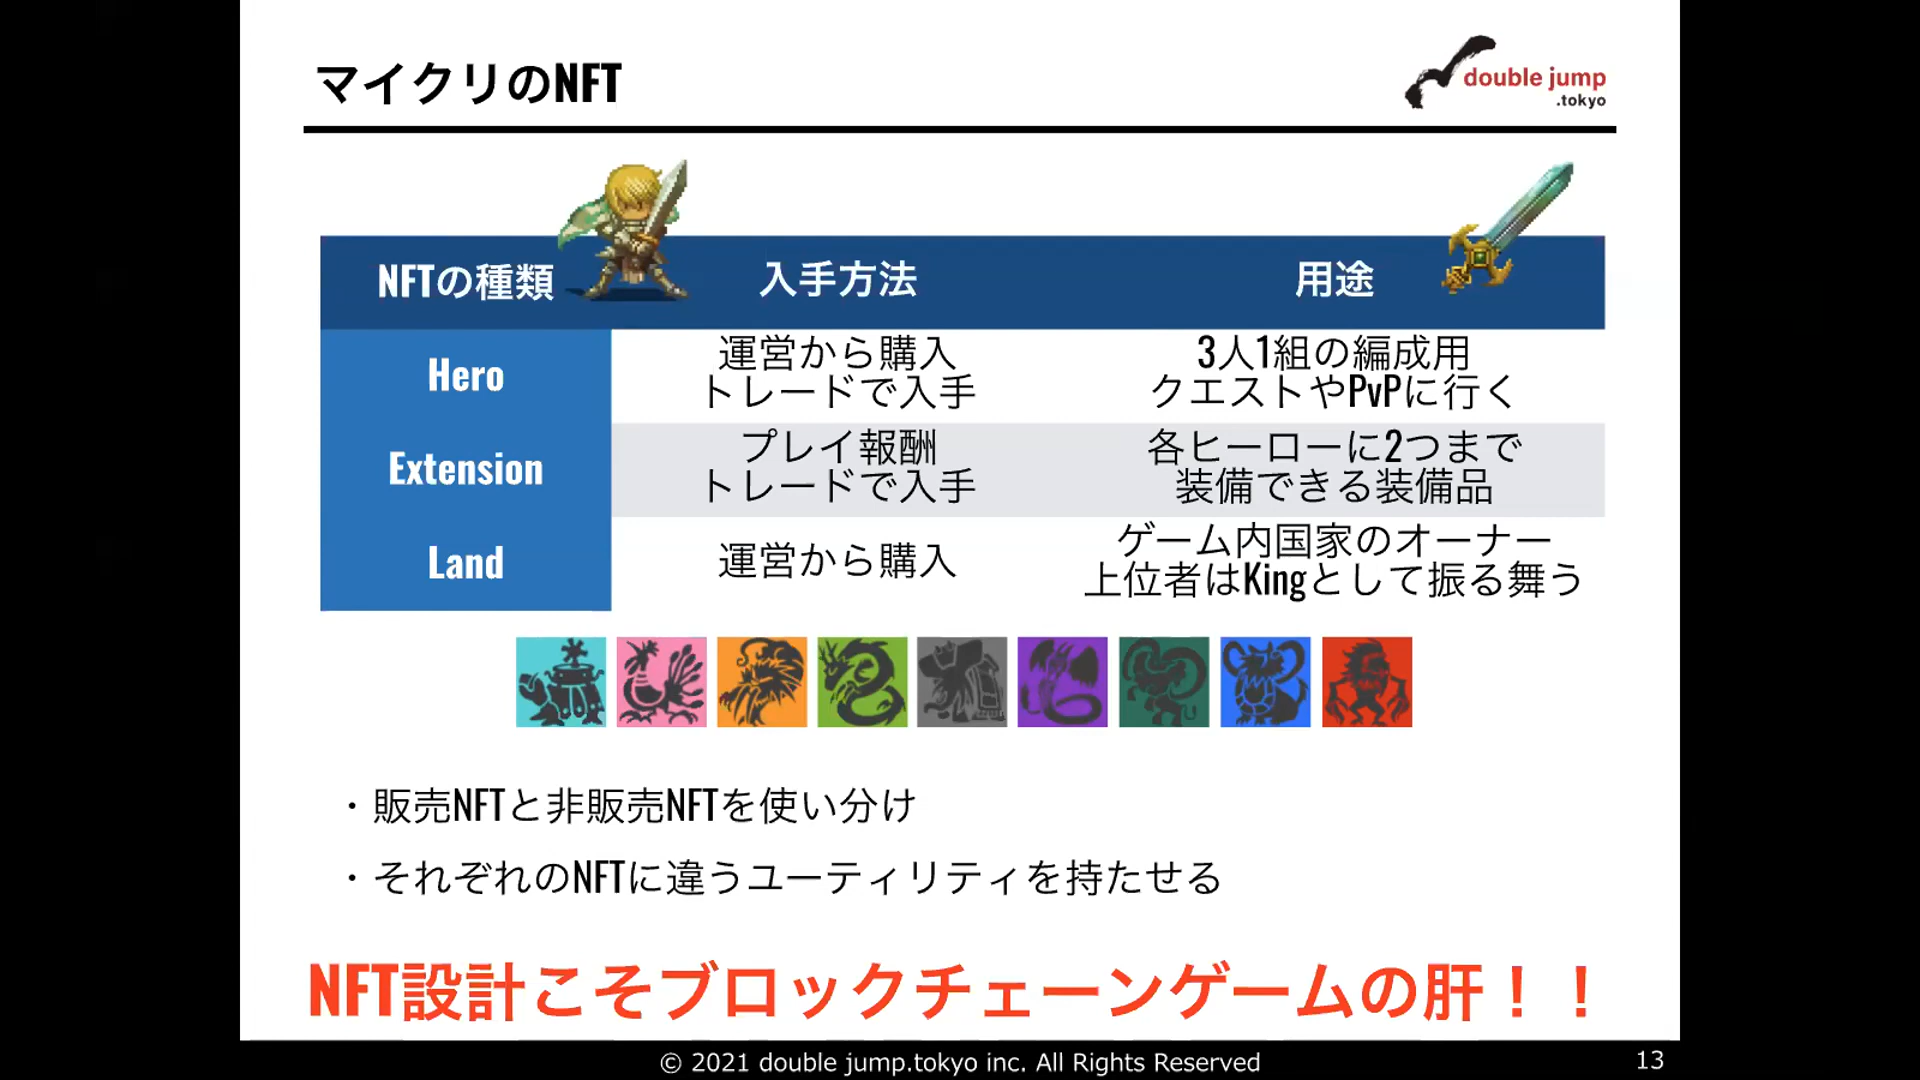 マイクリのNFT
double jump
.tokyo
NFTの種類
入手方法
用途
Hero
運営から購入
トレードで入手
3人1組の編成用
クエストやPvPに行く
Extension
プレイ報酬
トレードで入手
各ヒーローに2つまで
装備できる装備品
Land
運営から購入
ゲーム内国家のオーナー
上位者はKingとして振る舞う
・販売NFTと非販売NFTを使い分け
・それぞれのNFTに違うユーティリティを持たせる
NFT設計こそブロックチェーンゲームの肝！！
© 2021 double jump.tokyo inc. All Rights Reserved
13